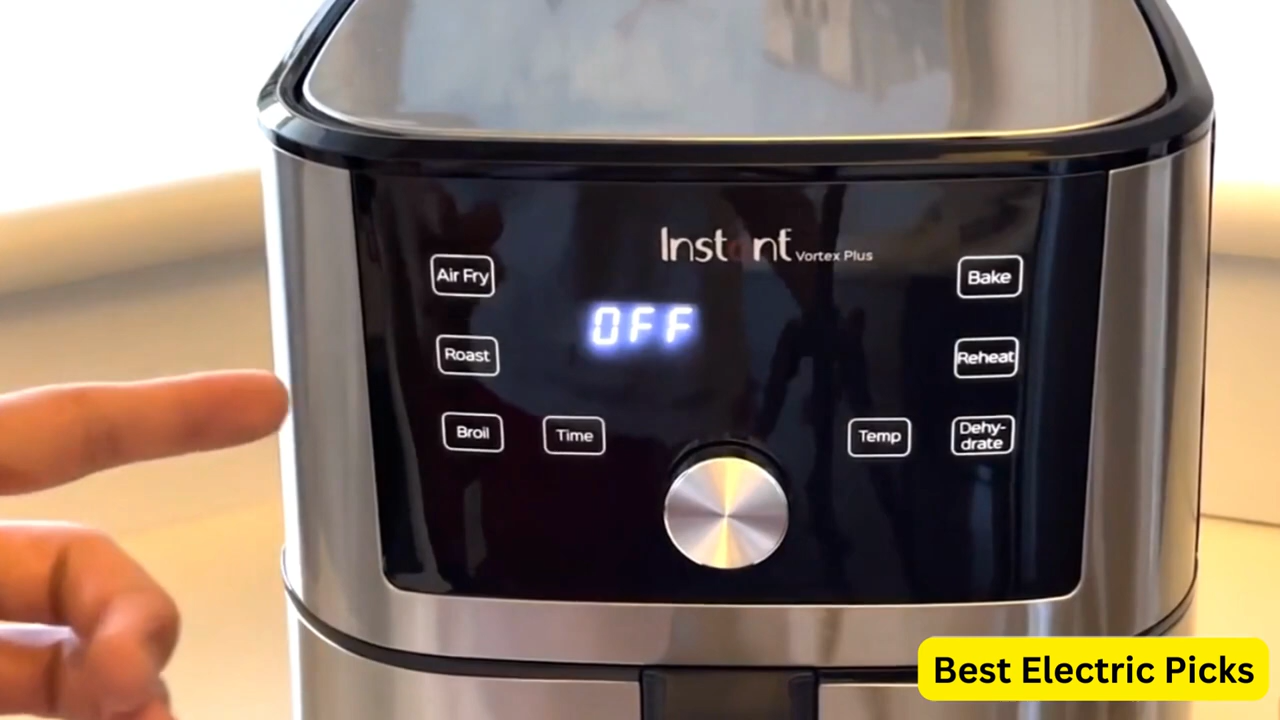 Instant Vortex Plus
Air Fry
Bake
OFF
Roast
Reheat
Broil
Time
Temp
Dehy-
drate
Best Electric Picks